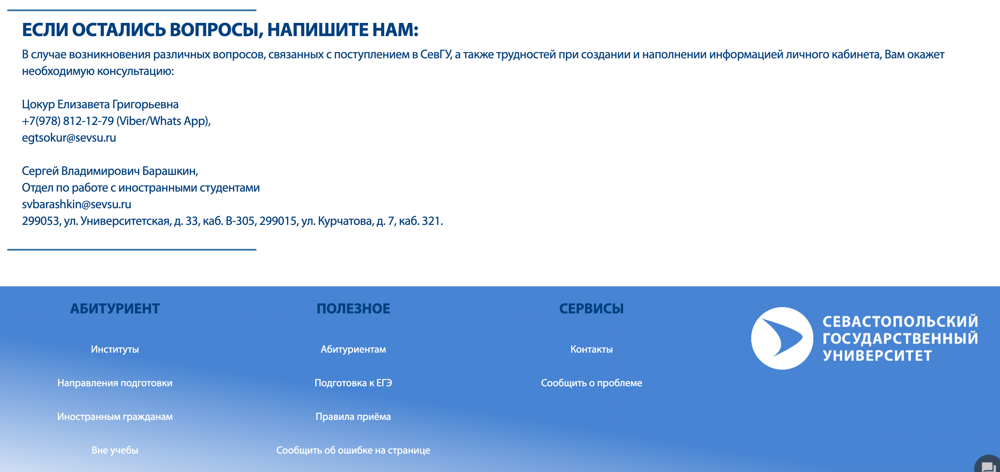 ЕСЛИ ОСТАЛИСЬ ВОПРОСЫ, НАПИШИТЕ НАМ:
В случае возникновения различных вопросов, связанных с поступлением в СевГУ, а также трудностей при создании и наполнении информацией личного кабинета, Вам окажет
необходимую консультацию:
Цокур Елизавета Григорьевна
+7(978) 812-12-79 (Viber/Whats App),
egtsokur@sevsu.ru
Сергей Владимирович Барашкин,
Отдел по работе с иностранными студентами
svbarashkin@sevsu.ru
299053, ул. Университетская, д. 33, каб. В-305, 299015, ул. Курчатова, д. 7, каб. 321.
АБИТУРИЕНТ
Институты
Направления подготовки
Иностранным гражданам
Вне учебы
ПОЛЕЗНОЕ
Абитуриентам
Подготовка к ЕГЭ
Правила приёма
Сообщить об ошибке на странице
СЕРВИСЫ
Контакты
Сообщить о проблеме
СЕВАСТОПОЛЬСКИЙ
ГОСУДАРСТВЕННЫЙ
УНИВЕРСИТЕТ